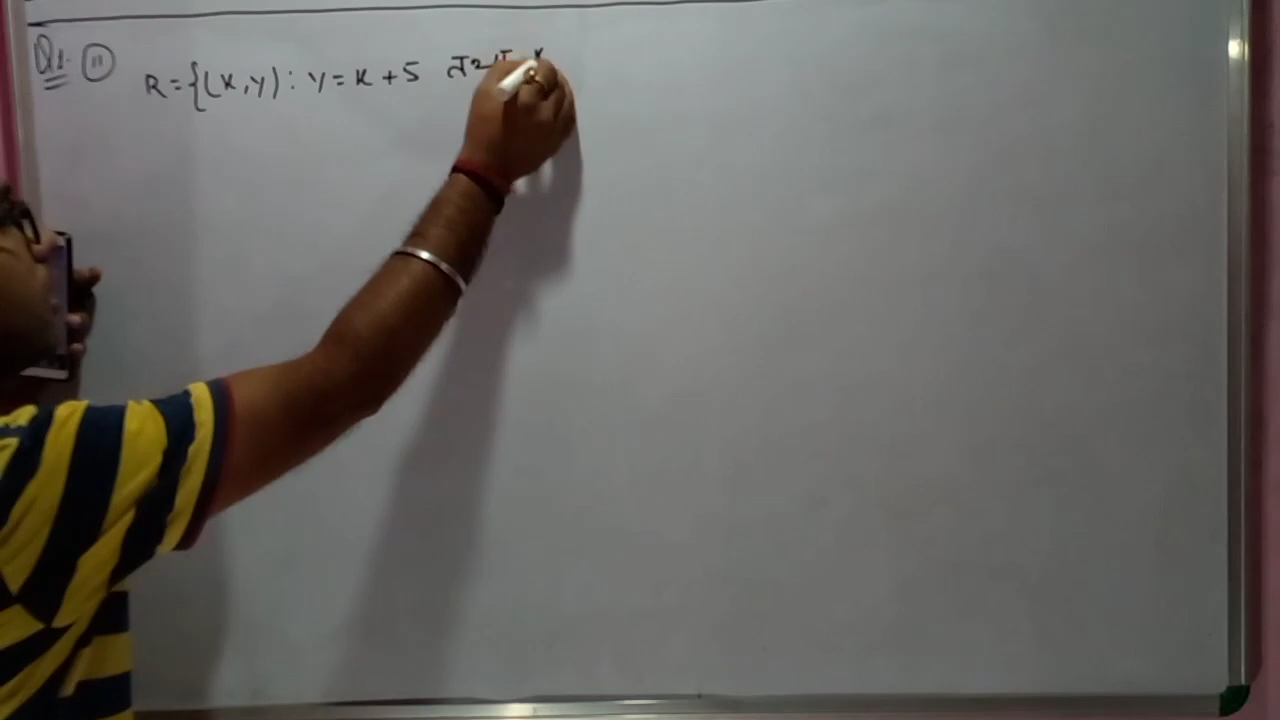 Q1. (ii) R = {(x, y) : y = x + 5 तथा x